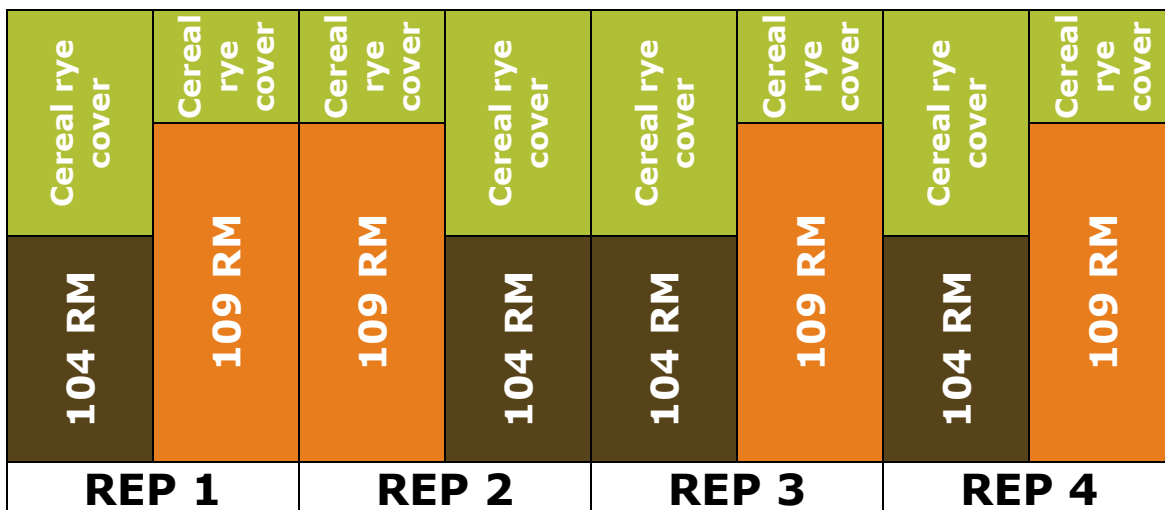 Cereal rye
cover
104 RM
Cereal
rye
cover
109 RM
Cereal
rye
cover
109 RM
Cereal rye
cover
104 RM
Cereal rye
cover
104 RM
Cereal
rye
cover
109 RM
Cereal rye
cover
104 RM
Cereal
rye
cover
109 RM
REP 1
REP 2
REP 3
REP 4